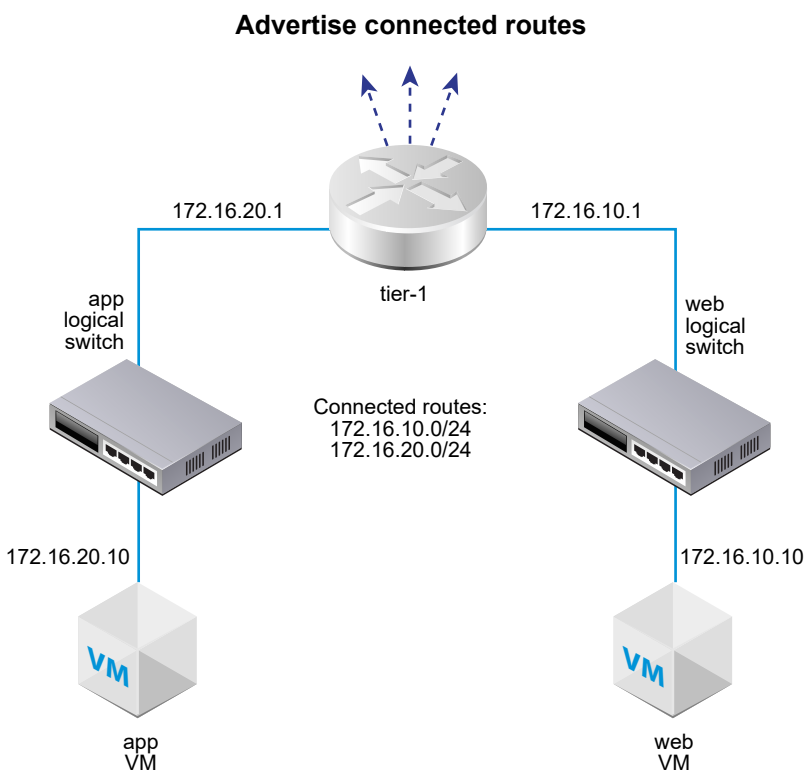 Advertise connected routes
172.16.20.1
172.16.10.1
tier-1
app
logical
switch
web
logical
switch
Connected routes:
172.16.10.0/24
172.16.20.0/24
172.16.20.10
172.16.10.10
VM
VM
app
VM
web
VM